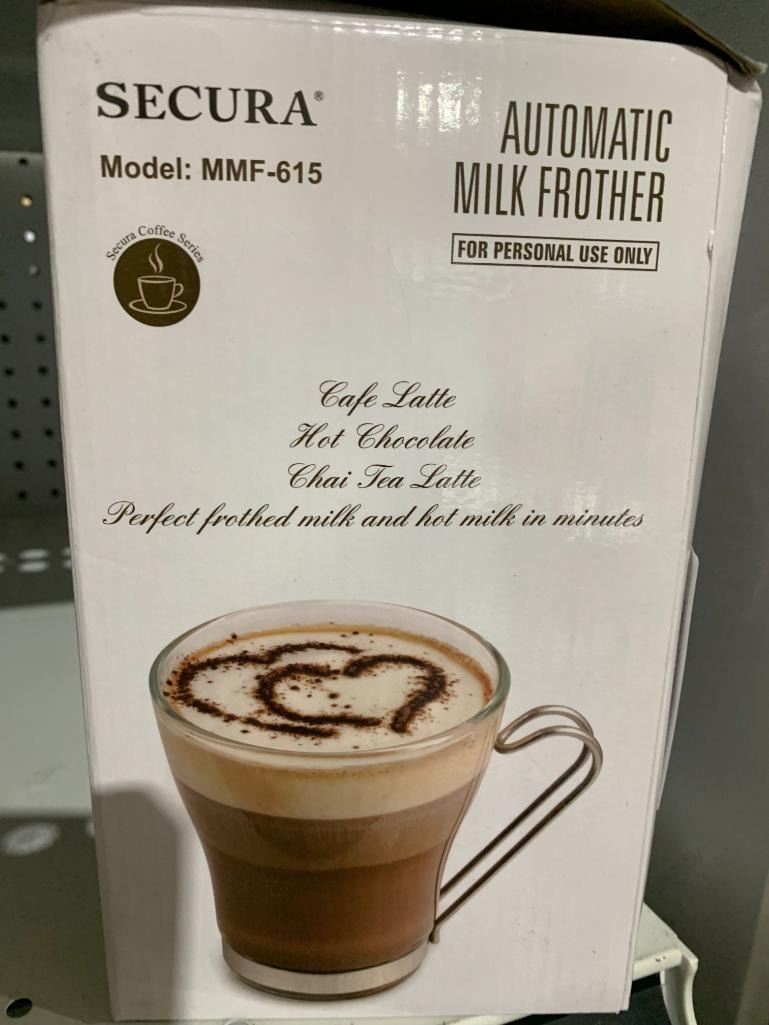 SECURA®
Model: MMF-615
AUTOMATIC
MILK FROTHER
FOR PERSONAL USE ONLY
Secura Coffee Series
Cafe Latte
Hot Chocolate
Chai Tea Latte
Perfect frothed milk and hot milk in minutes